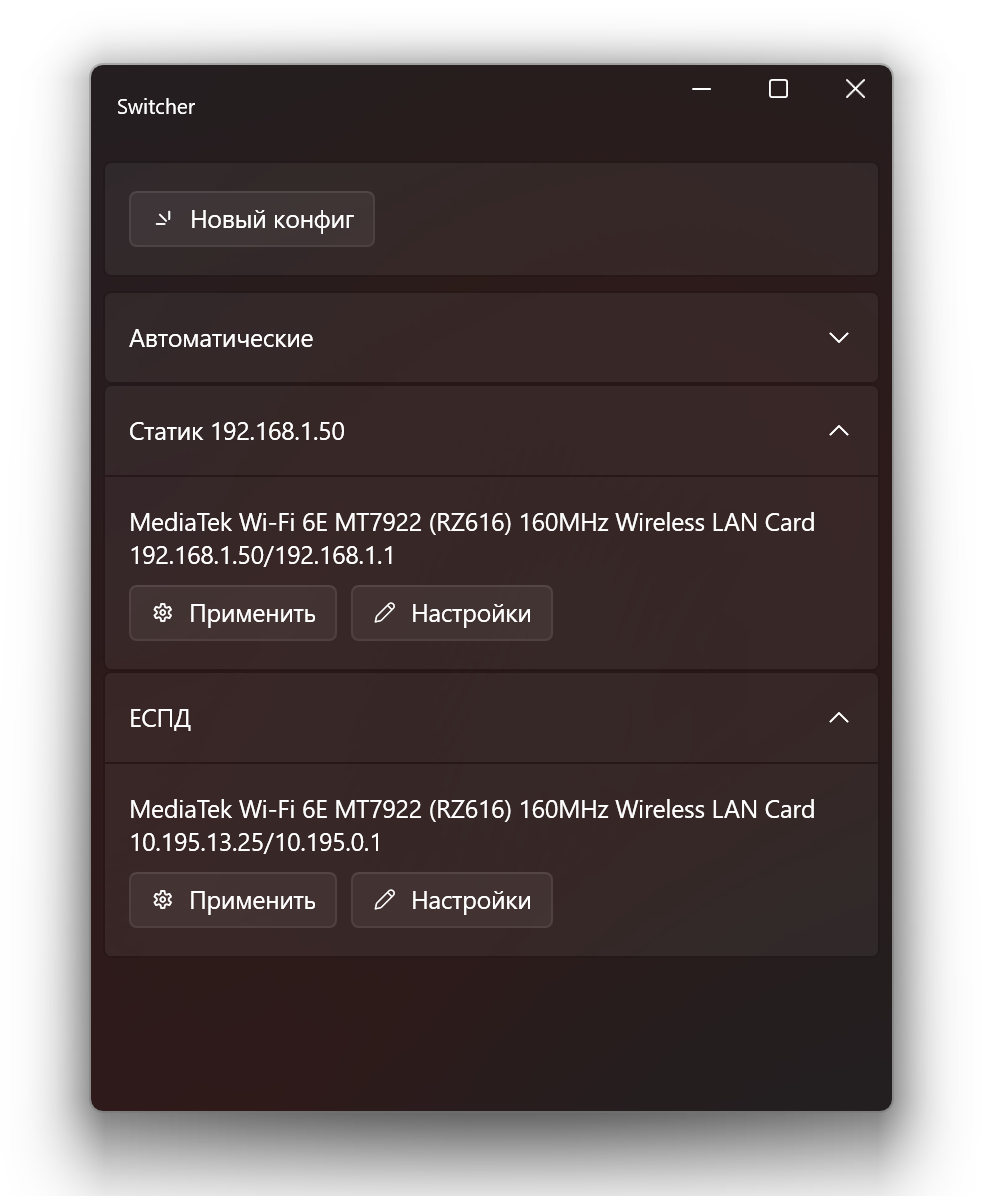 Switcher
Новый конфиг
Автоматические
Статик 192.168.1.50
MediaTek Wi-Fi 6E MT7922 (RZ616) 160MHz Wireless LAN Card
192.168.1.50/192.168.1.1
Применить Настройки
ЕСПД
MediaTek Wi-Fi 6E MT7922 (RZ616) 160MHz Wireless LAN Card
10.195.13.25/10.195.0.1
Применить Настройки